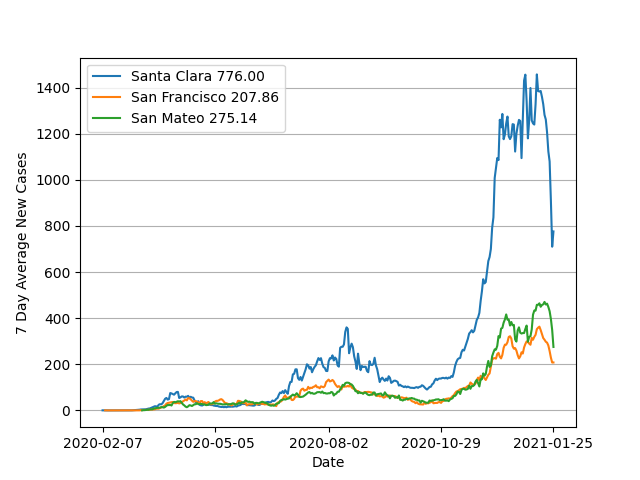 Santa Clara 776.00
San Francisco 207.86
San Mateo 275.14
7 Day Average New Cases
1400
1200
1000
800
600
400
200
0
2020-02-07 2020-05-05 2020-08-02 2020-10-29 2021-01-25
Date